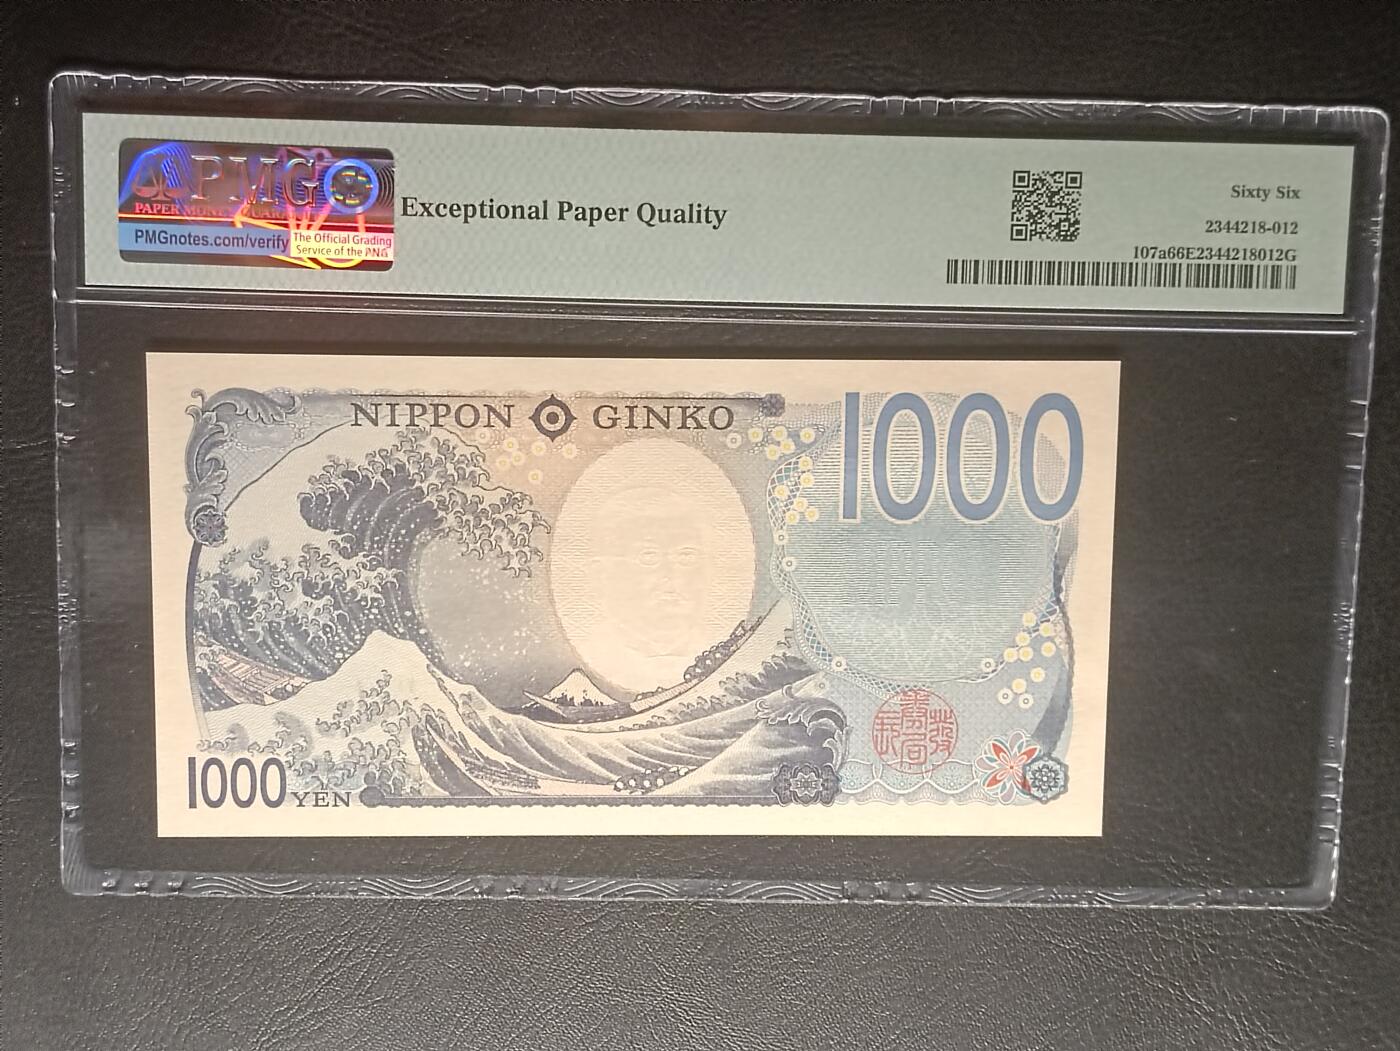 PMG
PAPER MONEY GUARANTY
PMGnotes.com/verify
The Official Grading
Service of the PNG
Exceptional Paper Quality
Sixty Six
2344218-012
107a66E2344218012G
NIPPON GINKO
1000
1000 YEN